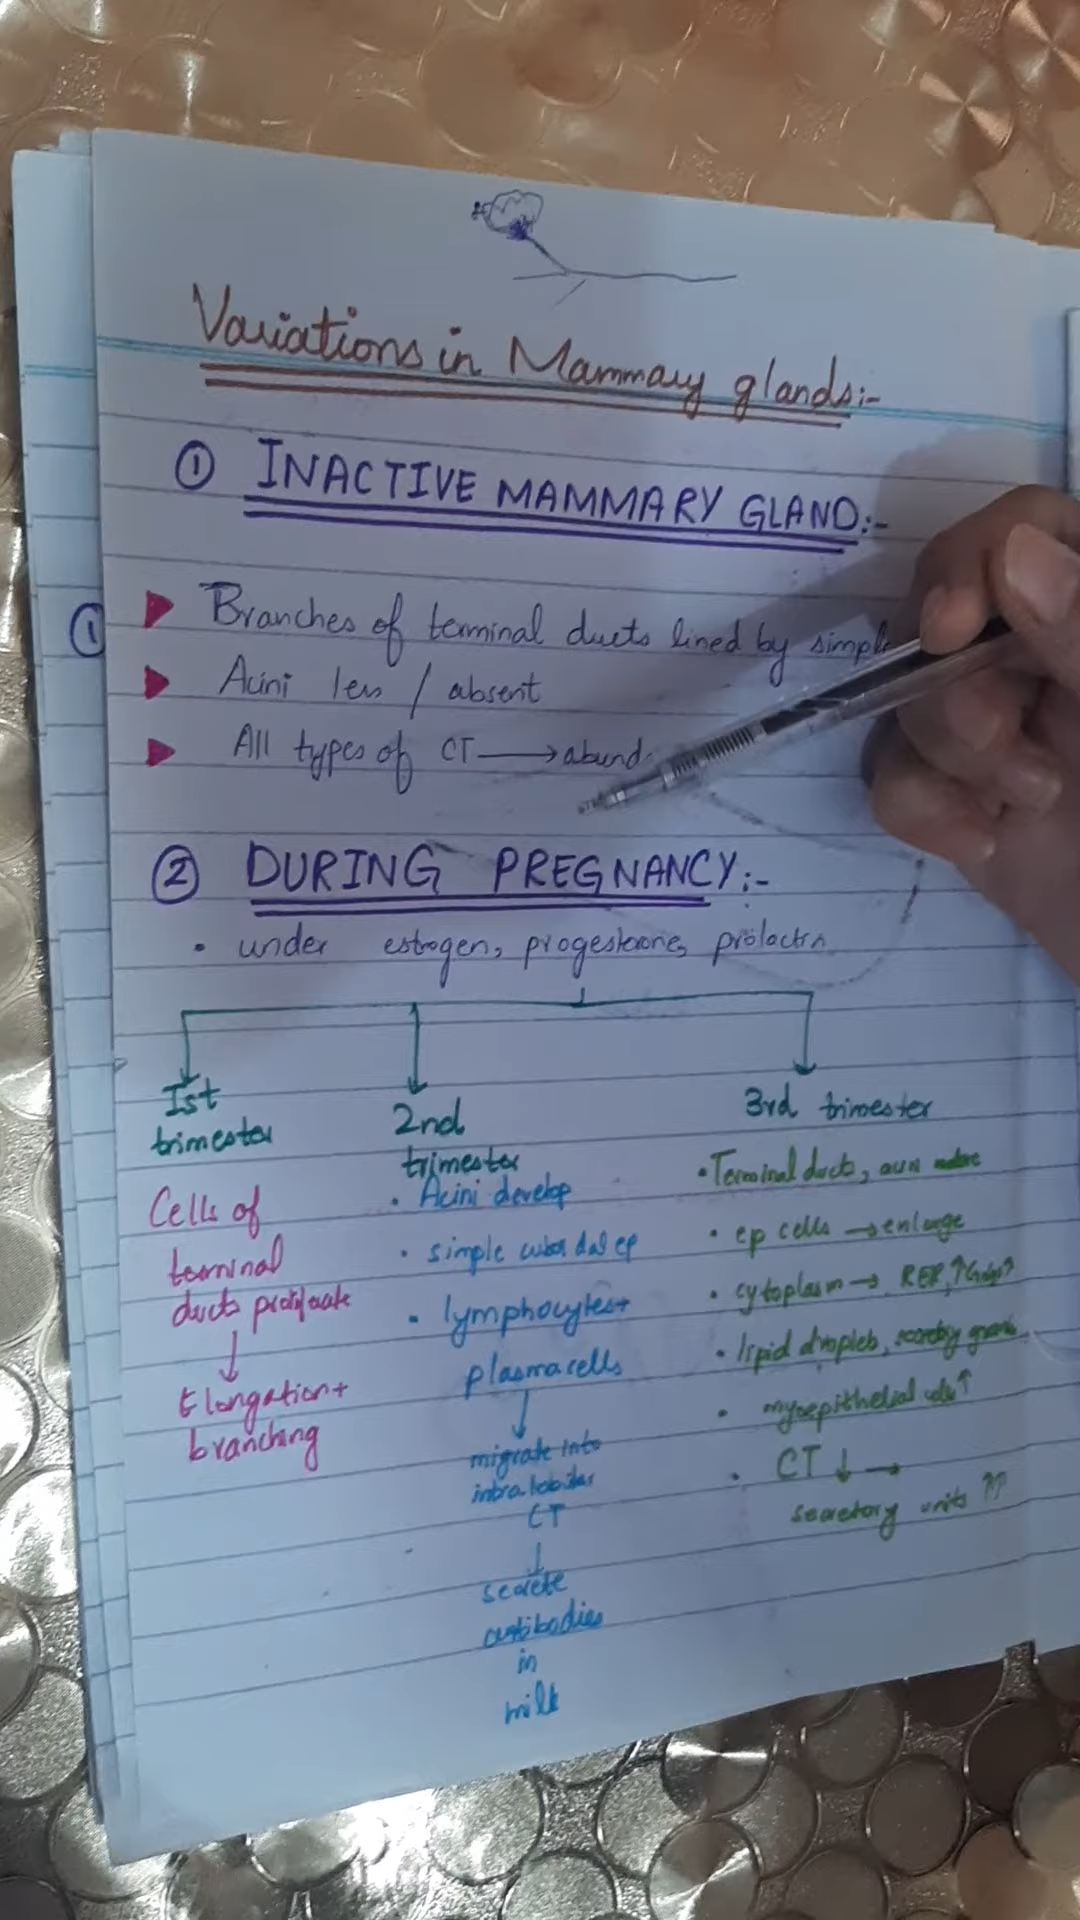 Variations in Mammary glands:-
① INACTIVE MAMMARY GLAND:-
① Branches of terminal ducts lined by simple
Acini less / absent
All types of CT → abund
② DURING PREGNANCY:-
• under estrogen, progesterone, prolactin
Ist
trimester
Cells of
terminal
ducts proliferate
↓
Elongation +
branching
2nd
trimester
• Acini develop
• simple cuboidal ep
• lymphocytes +
plasma cells
↓
migrate into
intralobular
CT
↓
secrete
antibodies
in
milk
3rd trimester
• Terminal ducts, acini
• ep cells → enlarge
• cytoplasm → RER↑, Golgi↑
• lipid droplets, secretory
• myoepithelial cells ↑
• CT ↓ →
secretory units ↑↑